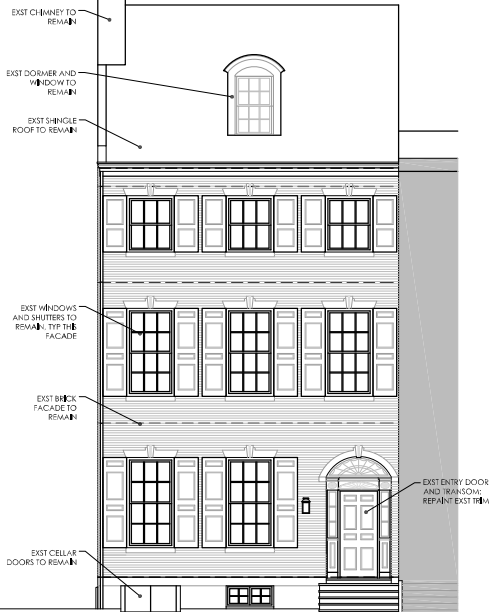 EXST CHIMNEY TO
REMAIN
EXST DORMER AND
WINDOW TO
REMAIN
EXST SHINGLE
ROOF TO REMAIN
EXST WINDOWS
AND SHUTTERS TO
REMAIN, TYP THIS
FACADE
EXST BRICK
FACADE TO
REMAIN
EXST ENTRY DOOR
AND TRANSOM;
REPAINT EXST TRIM
EXST CELLAR
DOORS TO REMAIN